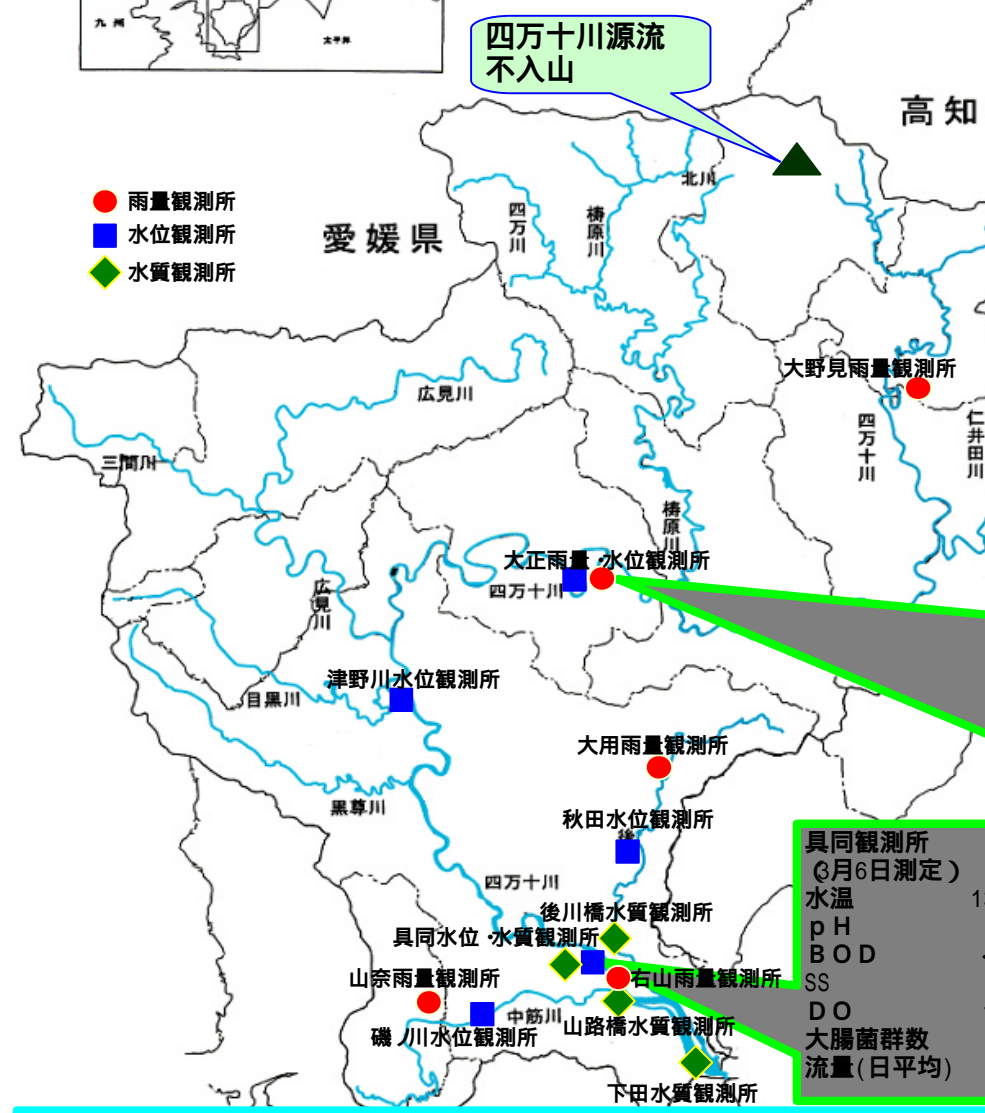 九州
太平洋
四万十川源流
不入山
高知
雨量観測所
水位観測所
水質観測所
愛媛県
北川
四万川
梼原川
大野見雨量観測所
広見川
四万十川
仁井田川
三間川
梼原川
大正雨量・水位観測所
四万十川
広見川
津野川水位観測所
目黒川
大用雨量観測所
黒尊川
秋田水位観測所
後
四万十川
後川橋水質観測所
具同水位・水質観測所
山奈雨量観測所
右山雨量観測所
中筋川
山路橋水質観測所
磯ノ川水位観測所
下田水質観測所
具同観測所
(3月6日測定)
水温
pH
BOD
SS
DO
大腸菌群数
流量(日平均)